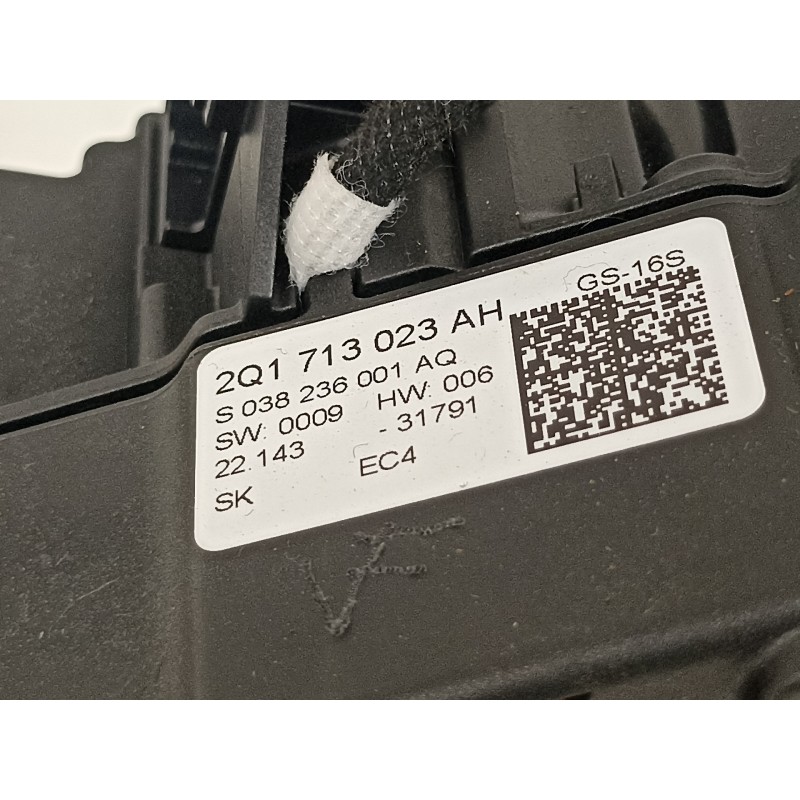 GS-16S
2Q1 713 023 AH
S 038 236 001 AQ
SW: 0009 HW: 006
22.143 - 31791
SK EC4